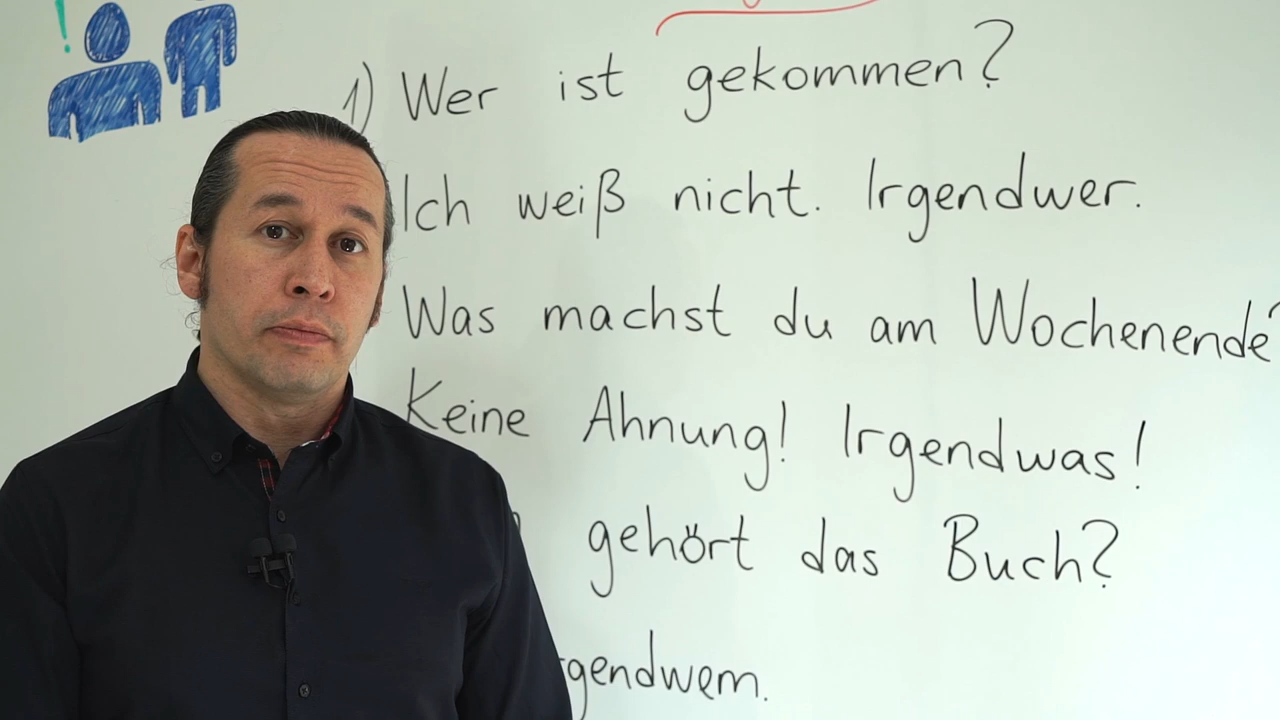 1) Wer ist gekommen?
Ich weiß nicht. Irgendwer.
Was machst du am Wochenende?
Keine Ahnung! Irgendwas!
gehört das Buch?
gendwem.